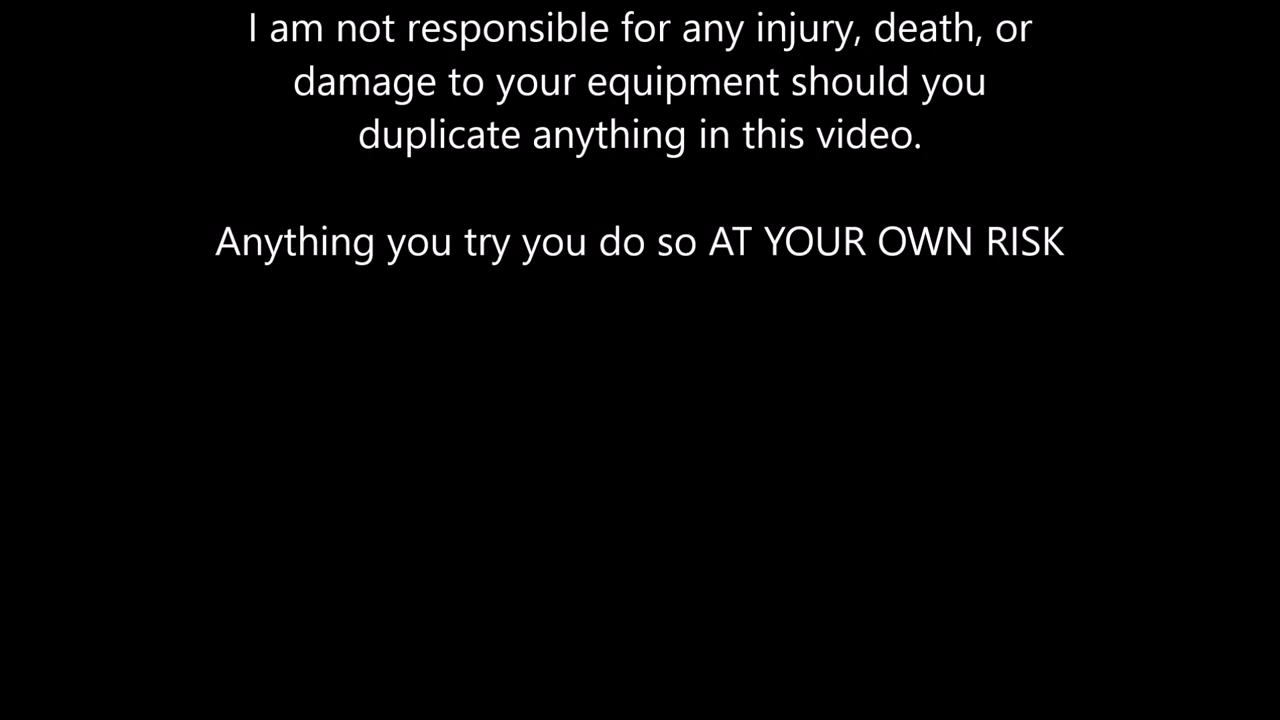 I am not responsible for any injury, death, or
damage to your equipment should you
duplicate anything in this video.
Anything you try you do so AT YOUR OWN RISK